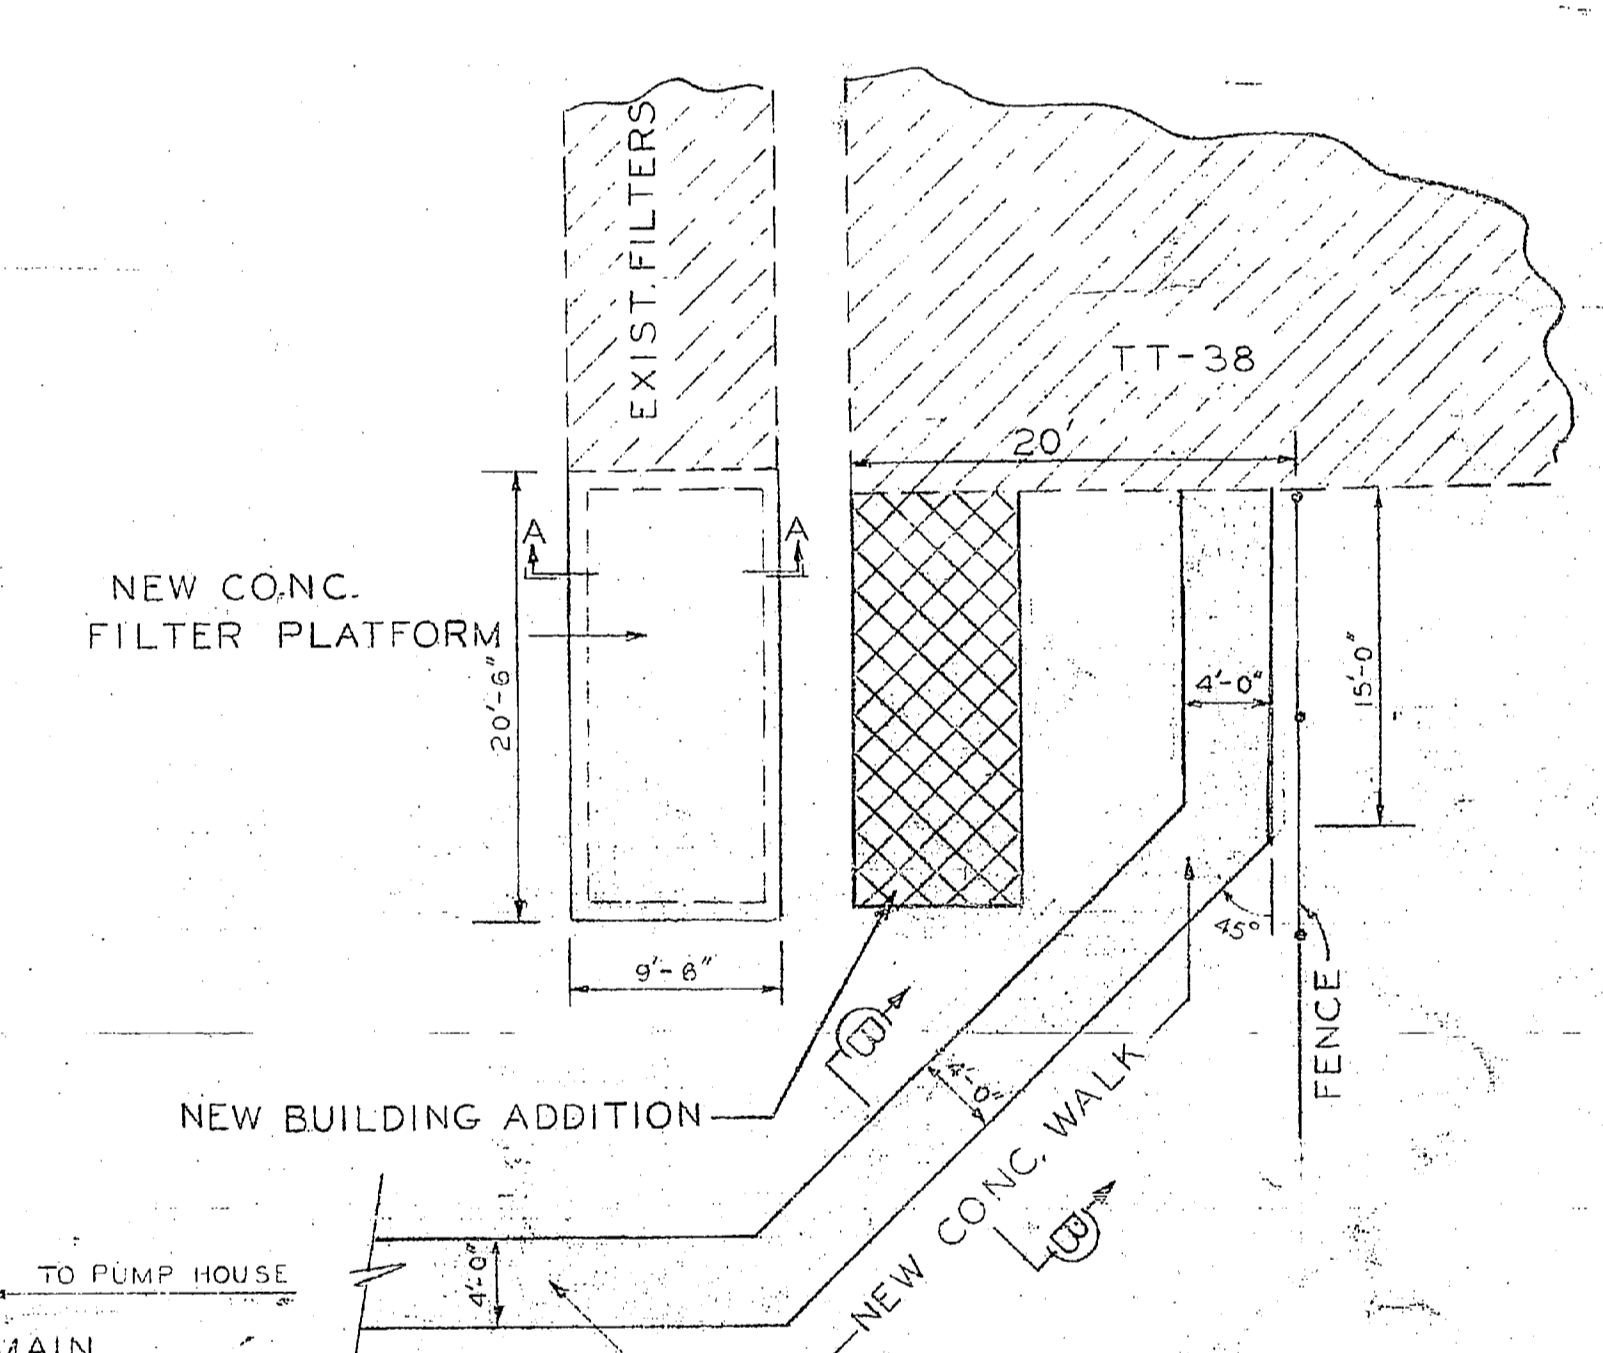 EXIST. FILTERS
TT-38
20'
A
A
NEW CONC.
FILTER PLATFORM
20'-6"
4'-0"
15'-0"
45°
9'-6"
B
4'-0"
FENCE
NEW BUILDING ADDITION
NEW CONC. WALK
B
TO PUMP HOUSE
4'-0"
MAIN